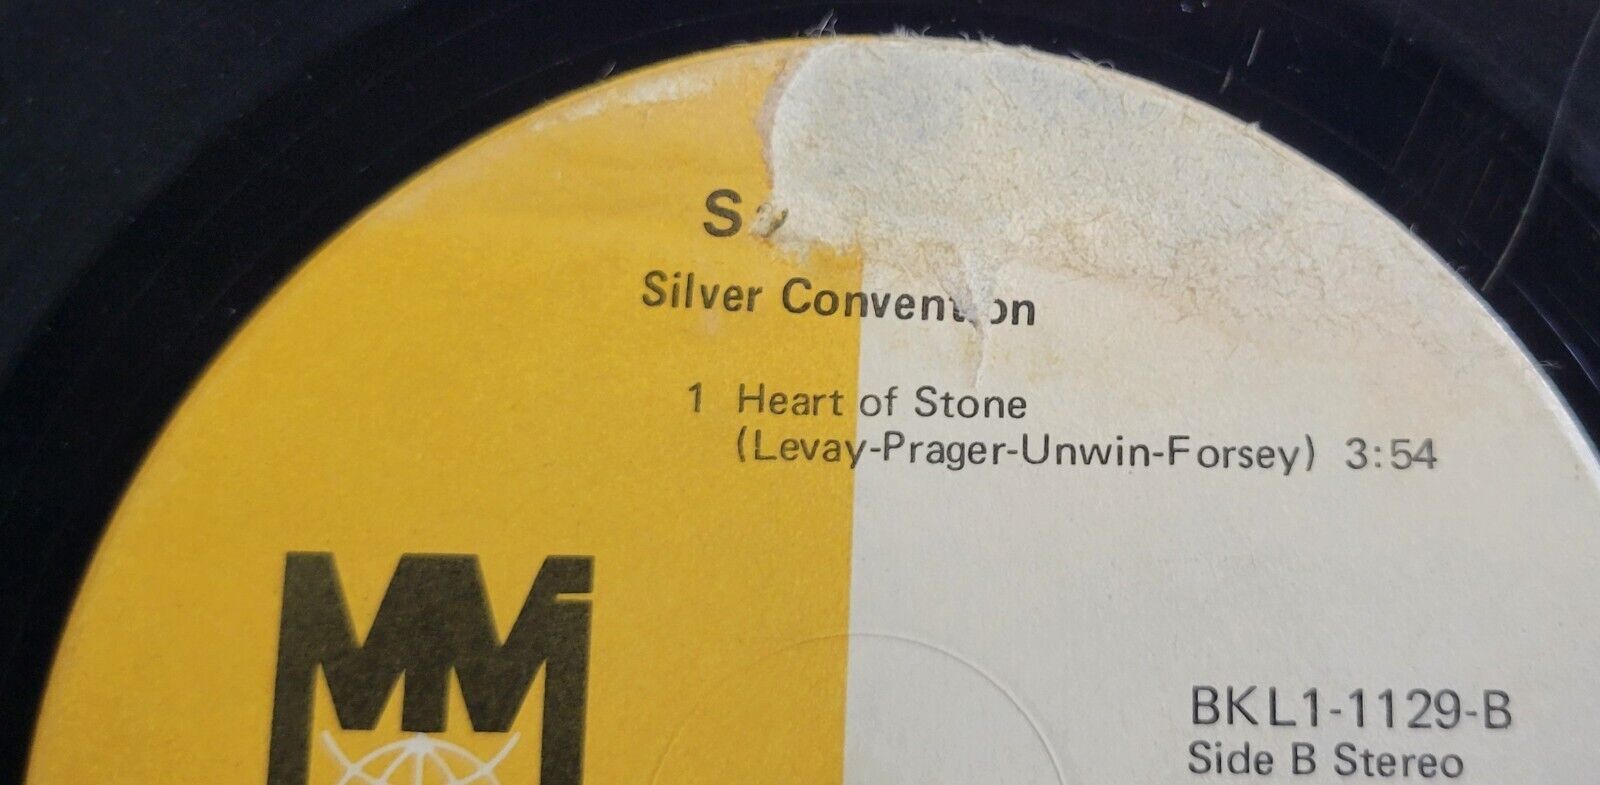 Silver Convention
1 Heart of Stone
(Levay-Prager-Unwin-Forsey) 3:54
BKL1-1129-B
Side B Stereo